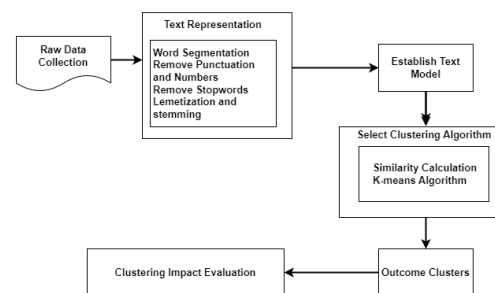 Raw Data
Collection
Text Representation
Word Segmentation
Remove Punctuation
and Numbers
Remove Stopwords
Lemetization and
stemming
Establish Text
Model
Select Clustering Algorithm
Similarity Calculation
K-means Algorithm
Outcome Clusters
Clustering Impact Evaluation